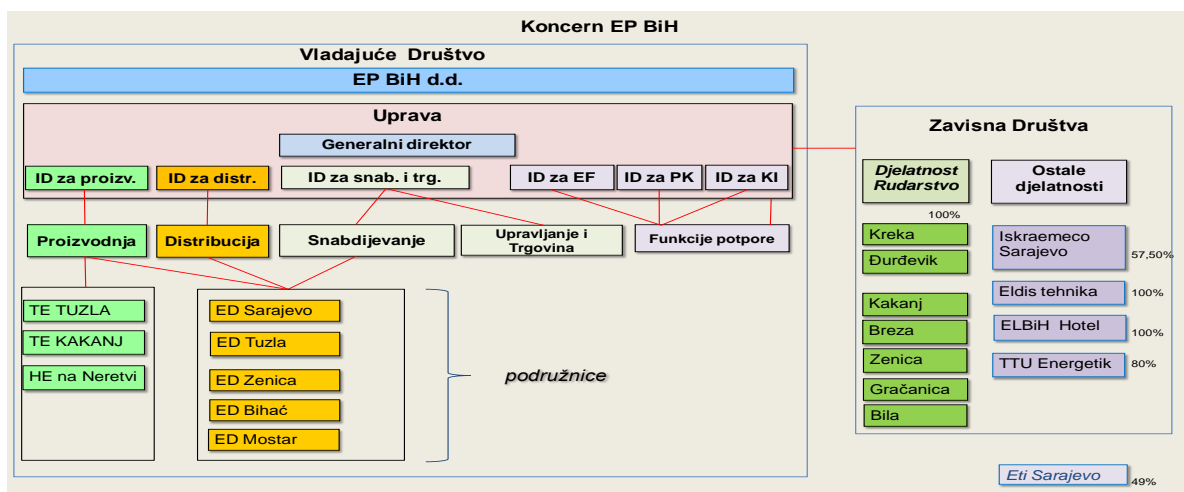 Koncern EP BiH
Vladajuće Društvo
EP BiH d.d.
Uprava
Generalni direktor
ID za proizv.
ID za distr.
ID za snab. i trg.
ID za EF
ID za PK
ID za KI
Proizvodnja
Distribucija
Snabdijevanje
Upravljanje i
Trgovina
Funkcije potpore
TE TUZLA
TE KAKANJ
HE na Neretvi
ED Sarajevo
ED Tuzla
ED Zenica
ED Bihać
ED Mostar
podružnice
Zavisna Društva
Djelatnost
Rudarstvo
100%
Kreka
Đurđevik
Kakanj
Breza
Zenica
Gračanica
Bila
Ostale
djelatnosti
Iskraemeco
Sarajevo
57,50%
Eldis tehnika
100%
ELBiH Hotel
100%
TTU Energetik
80%
Eti Sarajevo
49%